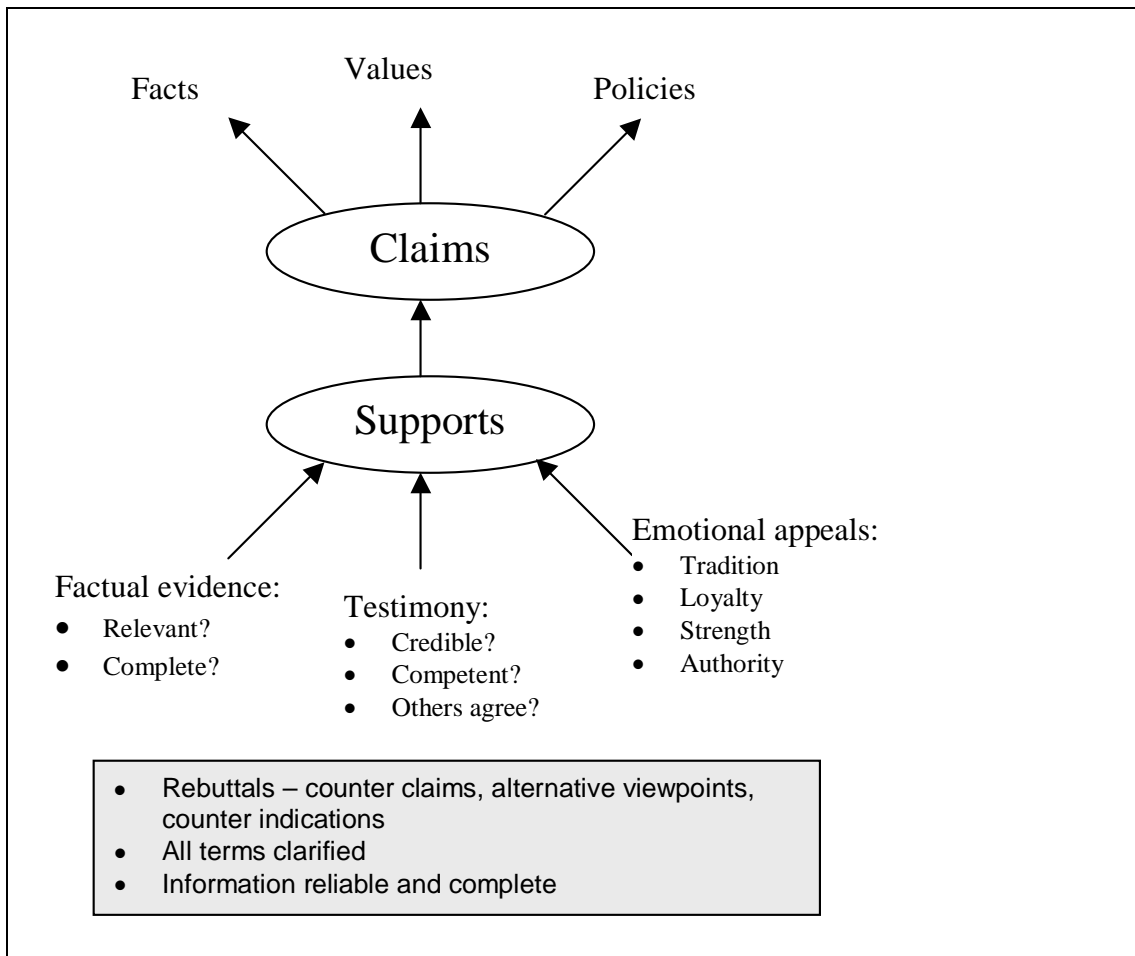 Values
Facts
Policies
Claims
Supports
Factual evidence:
• Relevant?
• Complete?
Testimony:
• Credible?
• Competent?
• Others agree?
Emotional appeals:
• Tradition
• Loyalty
• Strength
• Authority
• Rebuttals – counter claims, alternative viewpoints,
counter indications
• All terms clarified
• Information reliable and complete